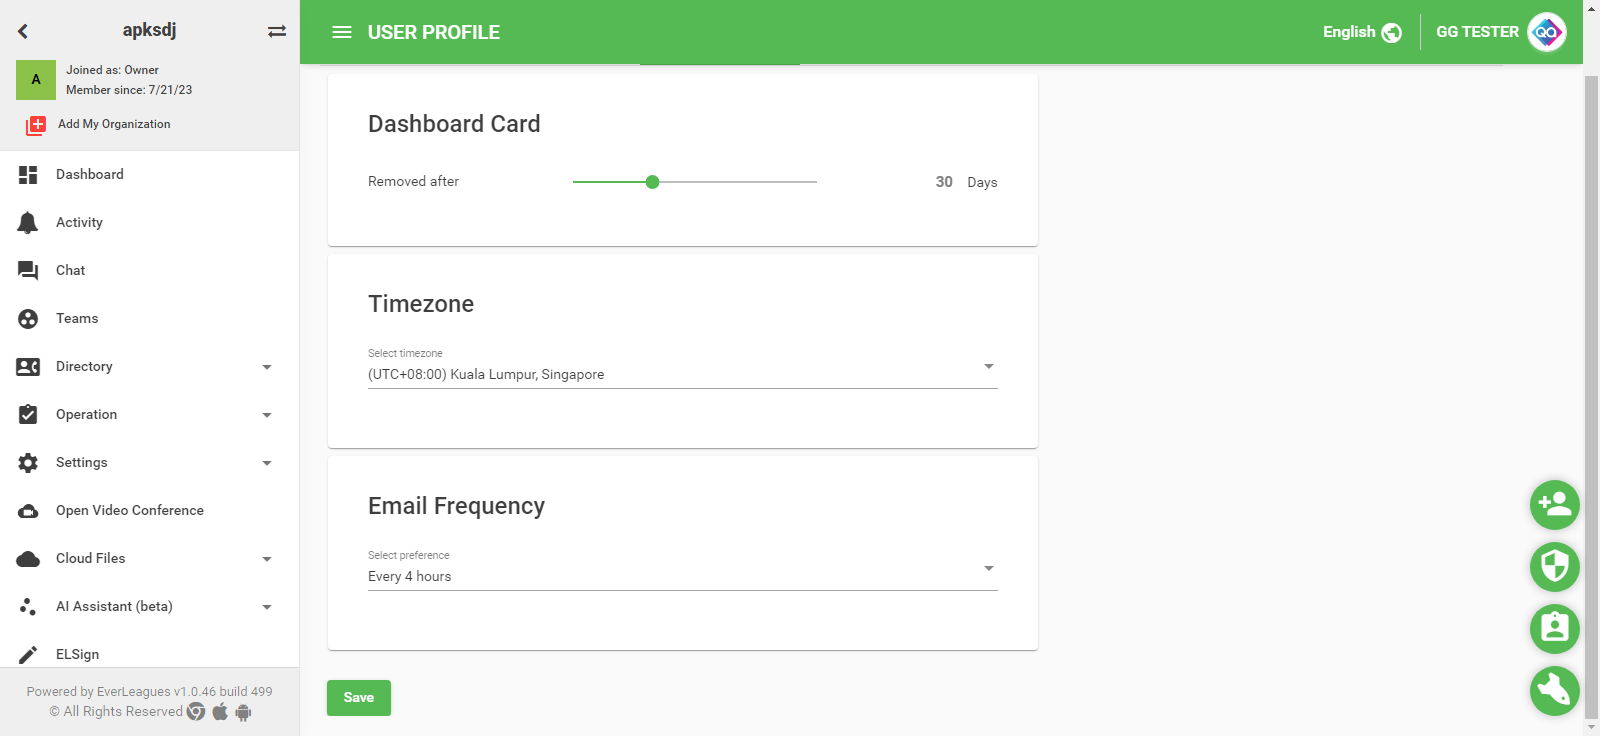 apksdj
A
Joined as: Owner
Member since: 7/21/23
Add My Organization
Dashboard
Activity
Chat
Teams
Directory
Operation
Settings
Open Video Conference
Cloud Files
AI Assistant (beta)
ELSign
Powered by EverLeagues v1.0.46 build 499
© All Rights Reserved
USER PROFILE
English
GG TESTER
QA
Dashboard Card
Removed after
30 Days
Timezone
Select timezone
(UTC+08:00) Kuala Lumpur, Singapore
Email Frequency
Select preference
Every 4 hours
Save